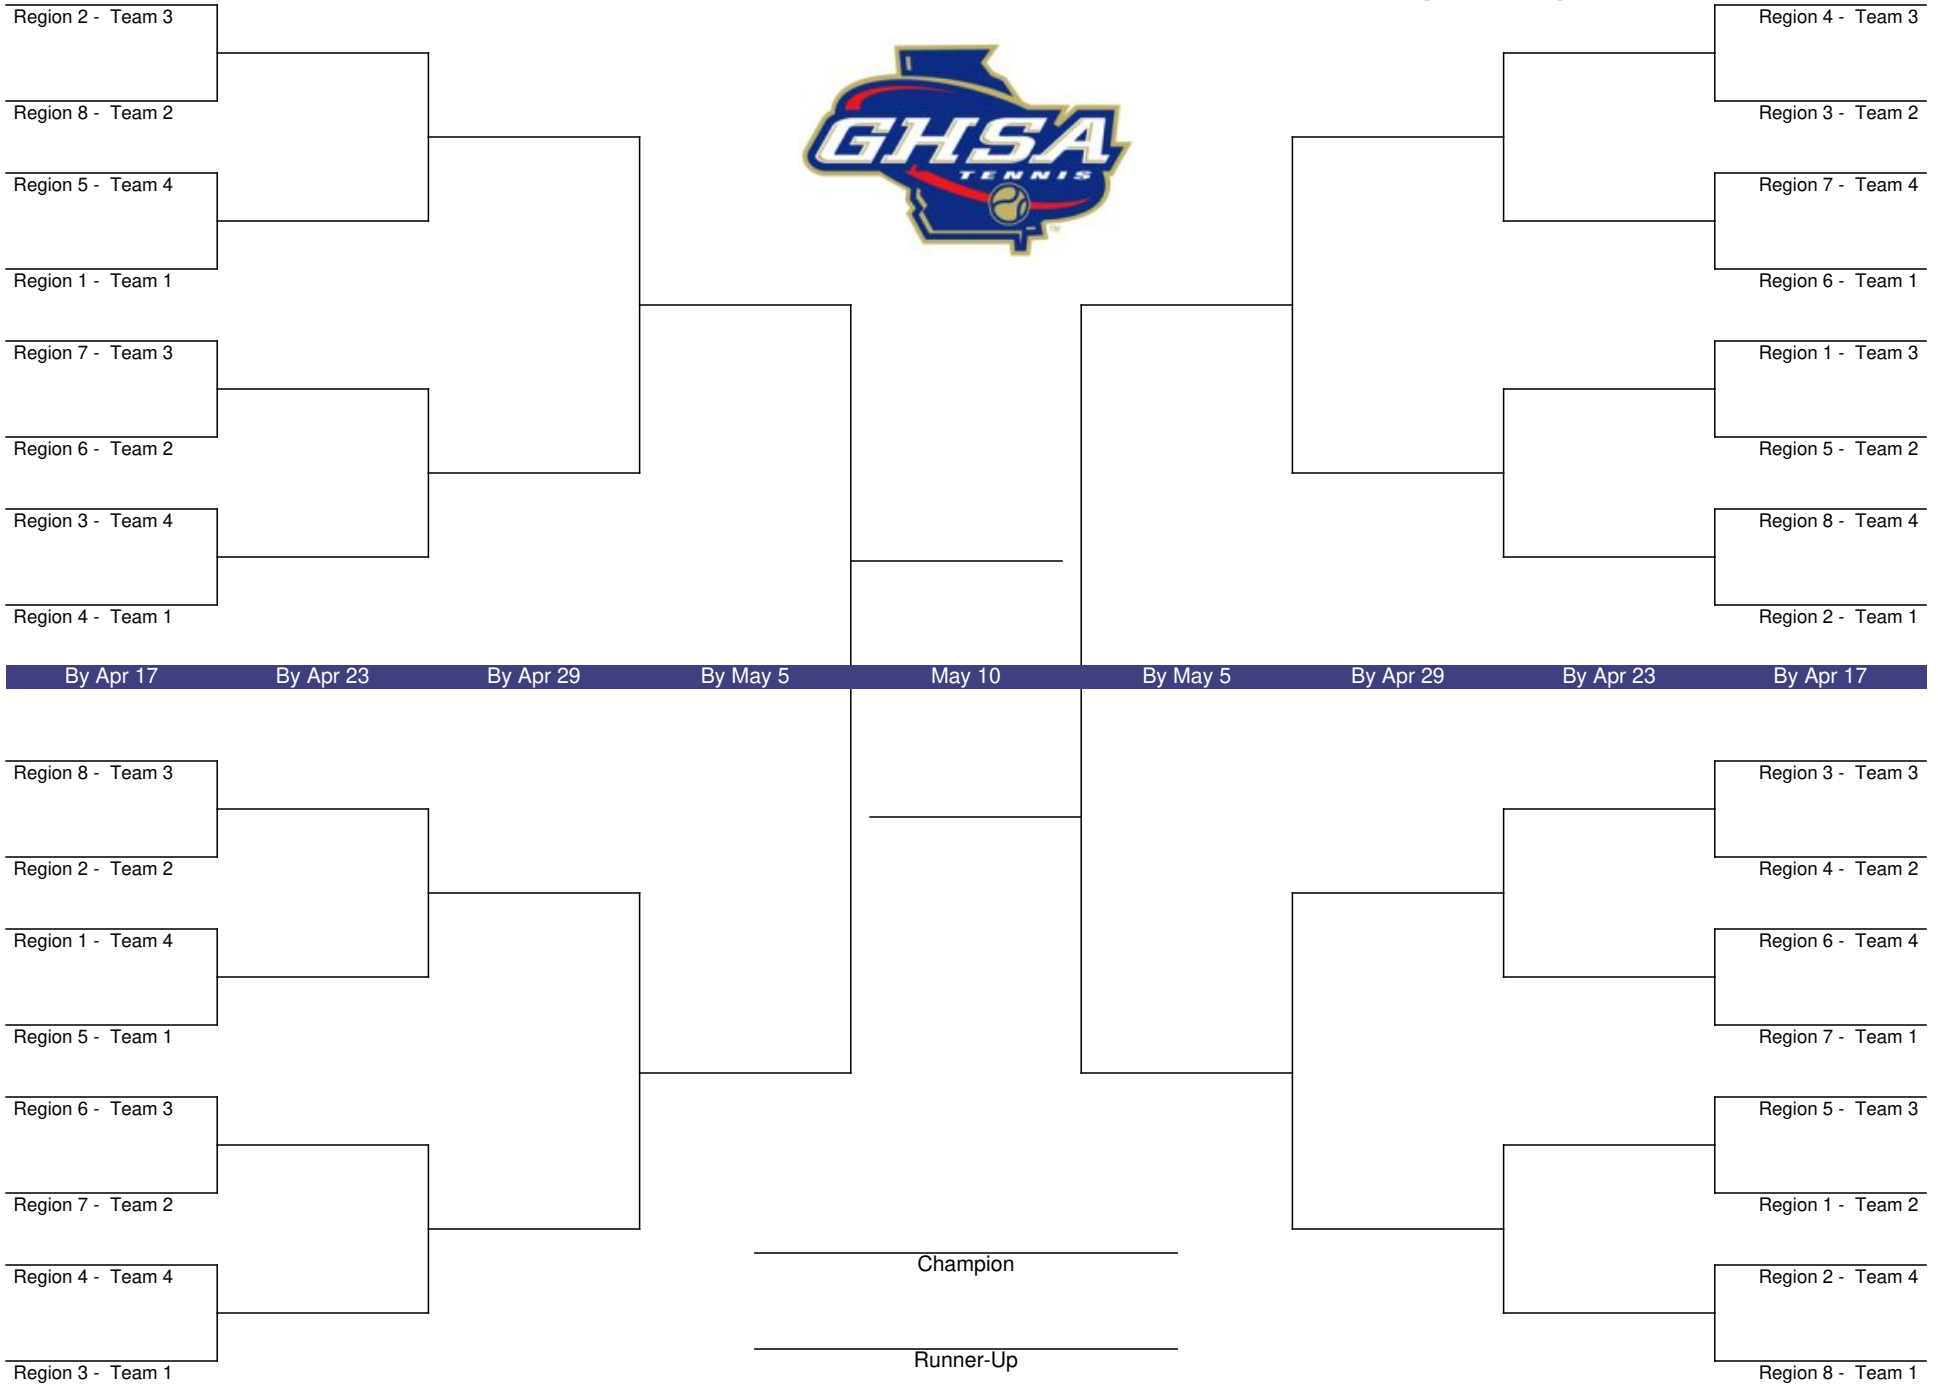 Region 2 - Team 3
Region 8 - Team 2
Region 5 - Team 4
Region 1 - Team 1
Region 7 - Team 3
Region 6 - Team 2
Region 3 - Team 4
Region 4 - Team 1
GHSA
TENNIS
TM
Region 4 - Team 3
Region 3 - Team 2
Region 7 - Team 4
Region 6 - Team 1
Region 1 - Team 3
Region 5 - Team 2
Region 8 - Team 4
Region 2 - Team 1
By Apr 17 By Apr 23 By Apr 29 By May 5 May 10 By May 5 By Apr 29 By Apr 23 By Apr 17
Region 8 - Team 3
Region 2 - Team 2
Region 1 - Team 4
Region 5 - Team 1
Region 6 - Team 3
Region 7 - Team 2
Region 4 - Team 4
Region 3 - Team 1
Champion
Runner-Up
Region 3 - Team 3
Region 4 - Team 2
Region 6 - Team 4
Region 7 - Team 1
Region 5 - Team 3
Region 1 - Team 2
Region 2 - Team 4
Region 8 - Team 1